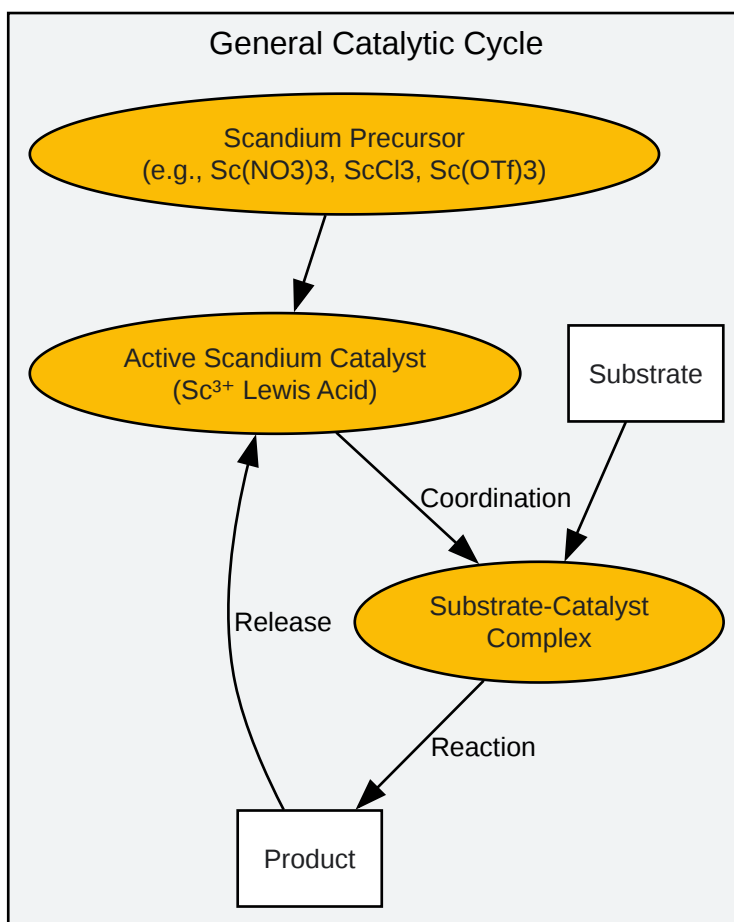 General Catalytic Cycle
Scandium Precursor
(e.g., Sc(NO3)3, ScCl3, Sc(OTf)3)
Active Scandium Catalyst
(Sc³⁺ Lewis Acid)
Substrate
Coordination
Substrate-Catalyst
Complex
Release
Reaction
Product